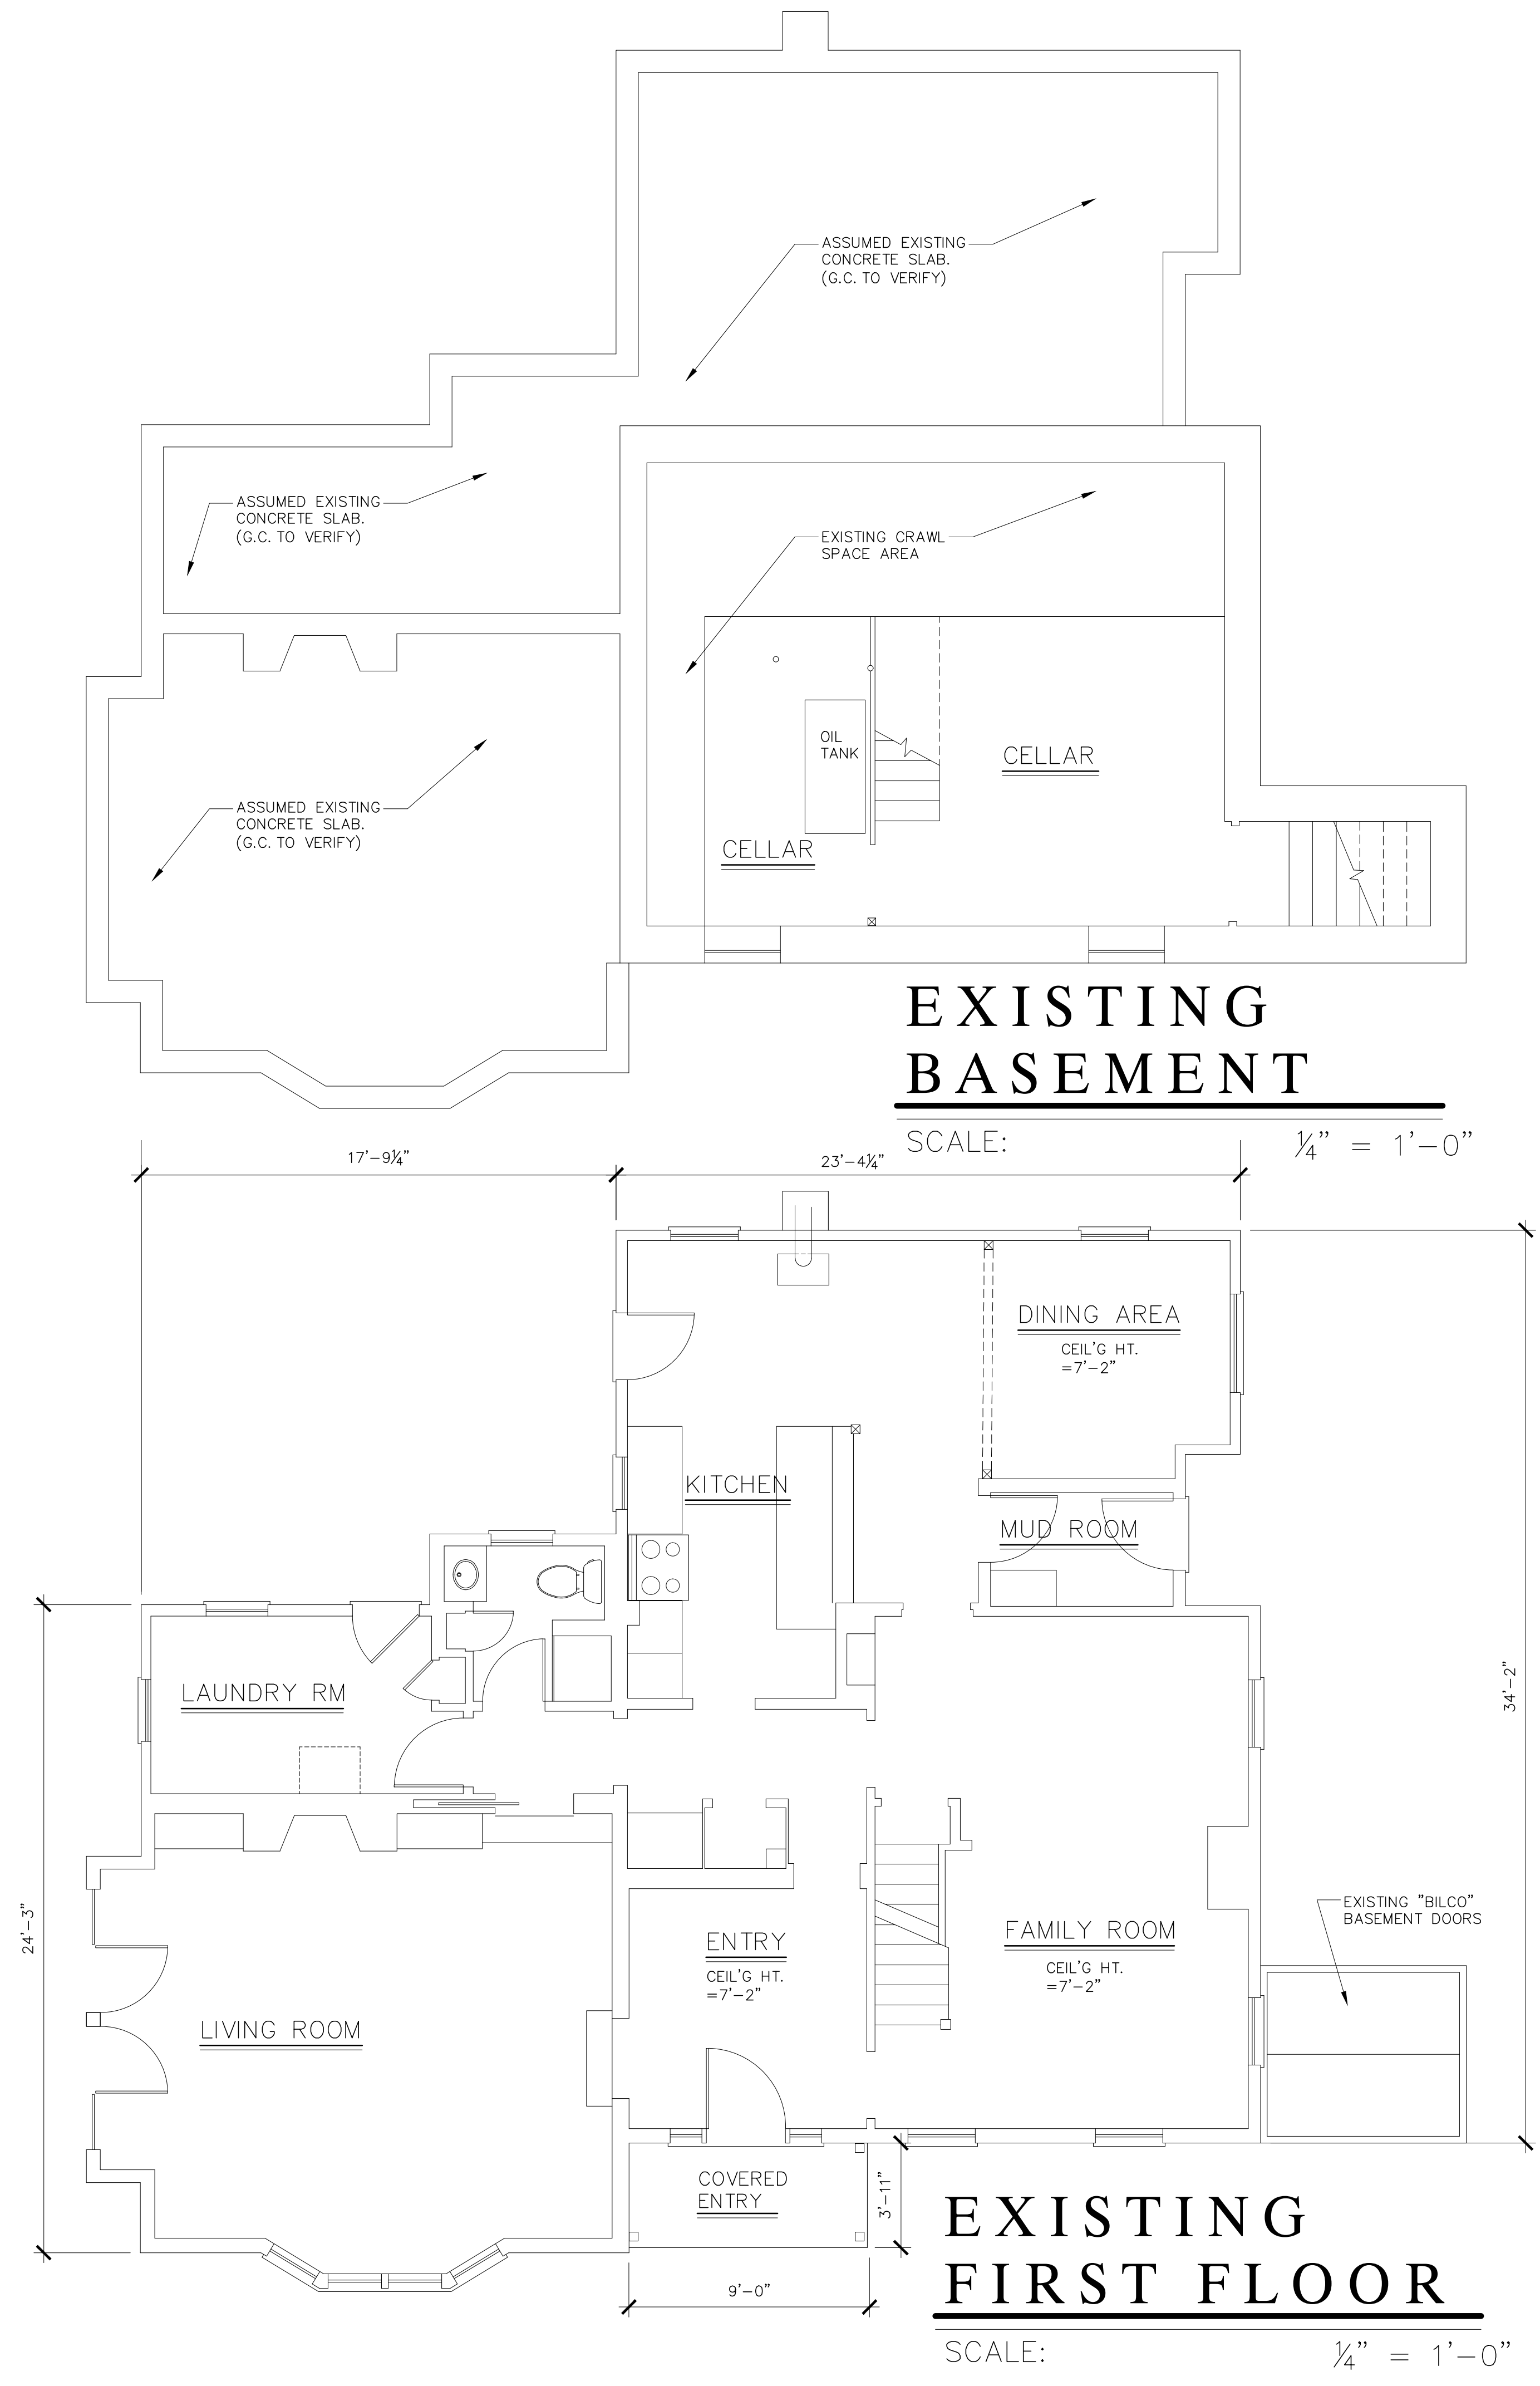 ASSUMED EXISTING
CONCRETE SLAB.
(G.C. TO VERIFY)
ASSUMED EXISTING
CONCRETE SLAB.
(G.C. TO VERIFY)
EXISTING CRAWL
SPACE AREA
OIL
TANK
CELLAR
ASSUMED EXISTING
CONCRETE SLAB.
(G.C. TO VERIFY)
CELLAR
EXISTING
BASEMENT
SCALE: ¼” = 1’-0”
17’-9¼”
23’-4¼”
DINING AREA
CEIL’G HT.
=7’-2”
KITCHEN
MUD ROOM
LAUNDRY RM
34’-2”
24’-3”
EXISTING ”BILCO”
BASEMENT DOORS
FAMILY ROOM
CEIL’G HT.
=7’-2”
ENTRY
CEIL’G HT.
=7’-2”
LIVING ROOM
COVERED
ENTRY
3’-11”
9’-0”
EXISTING
FIRST FLOOR
SCALE: ¼” = 1’-0”